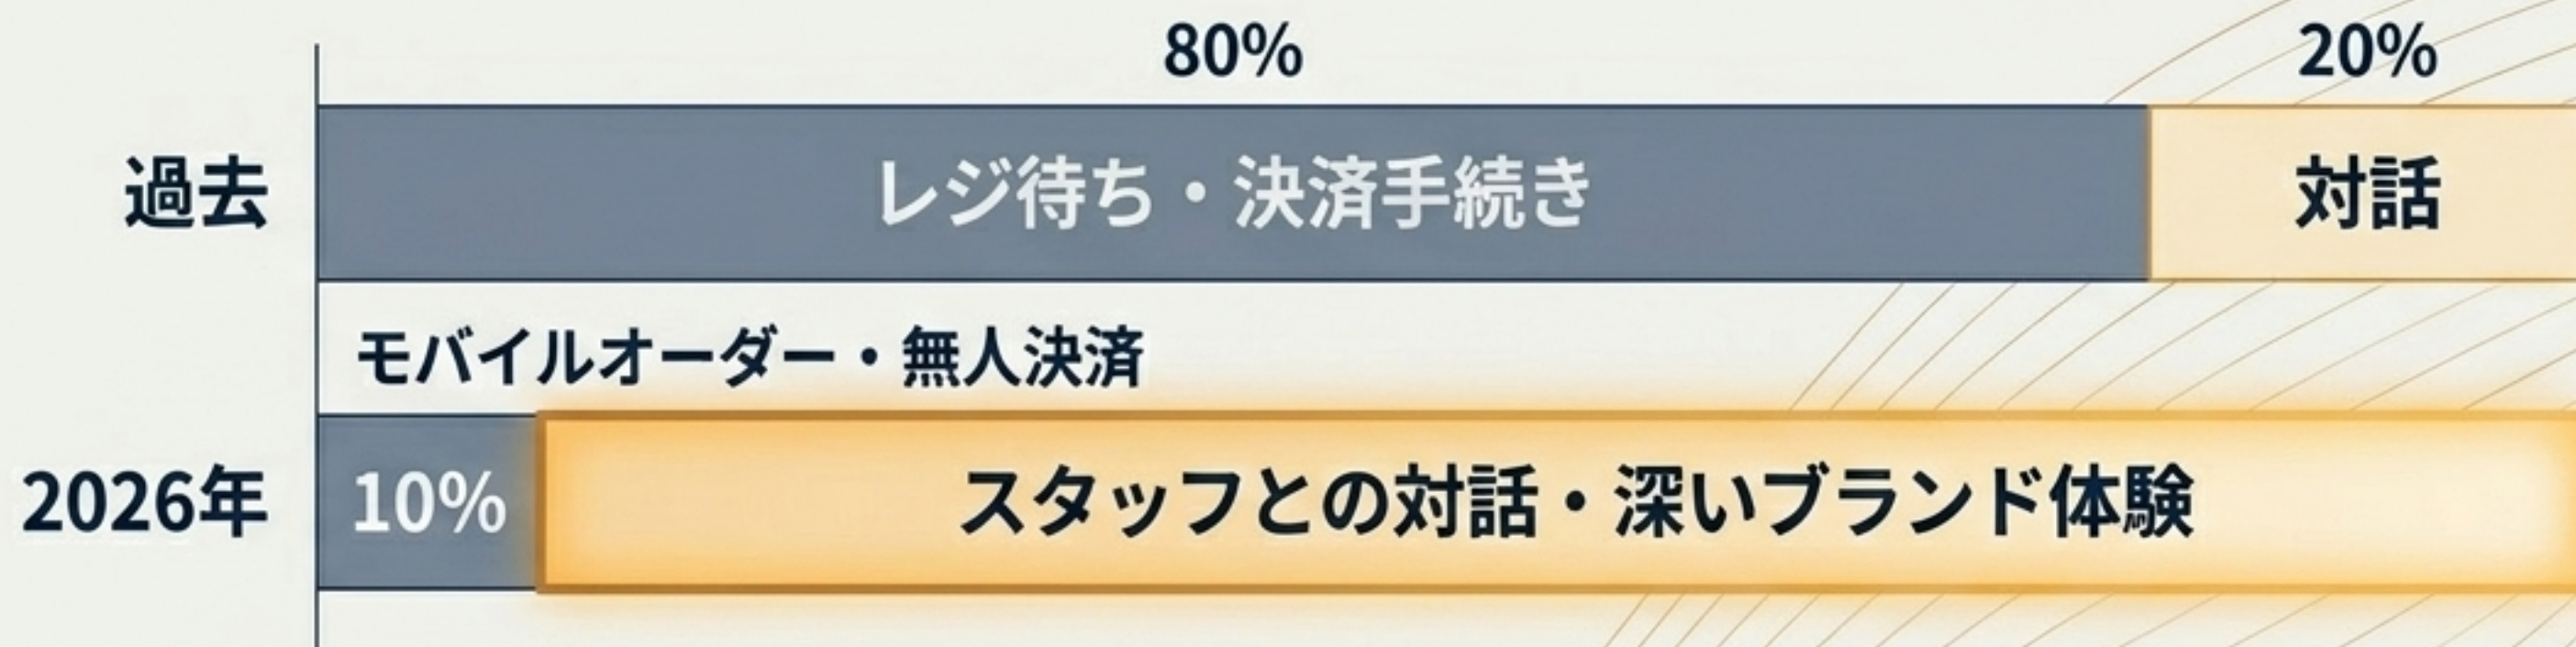 80% 20%
過去 レジ待ち・決済手続き 対話
モバイルオーダー・無人決済
2026年 10% スタッフとの対話・深いブランド体験